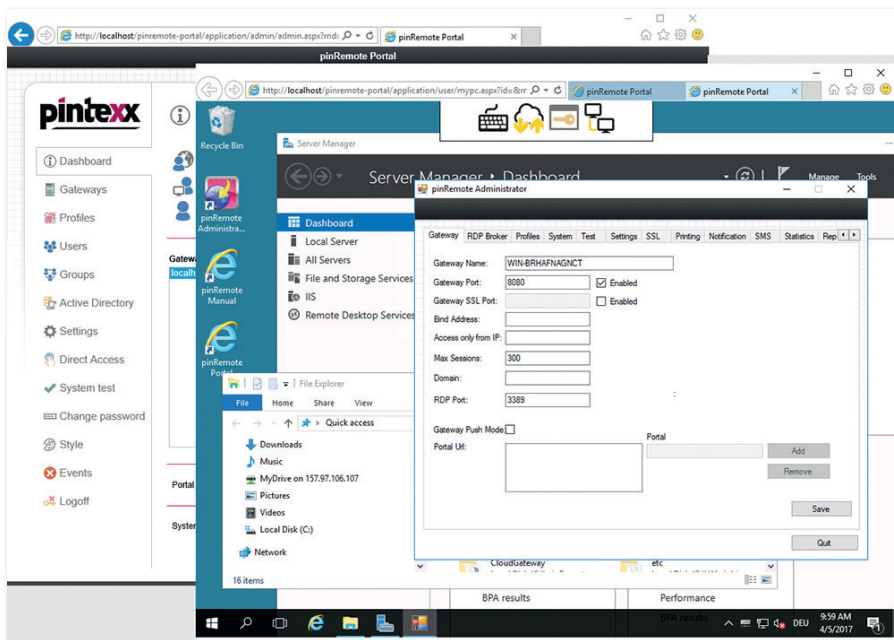 http://localhost/pinremote-portal/application/admin/admin.aspx?md:
pinRemote Portal
pinRemote Portal
pintexx
Dashboard
Gateways
Profiles
Users
Groups
Active Directory
Settings
Direct Access
System test
Change password
Style
Events
Logoff
Gatew
localh
Portal
Syster
http://localhost/pinremote-portal/application/user/mypc.aspx?id=
pinRemote Portal
pinRemote Portal
Recycle Bin
pinRemote
Administra...
pinRemote
Manual
pinRemote
Server Manager
Server Manager • Dashboard
Manage
Tools
Dashboard
Local Server
All Servers
File and Storage Services
IIS
Remote Desktop Services
pinRemote Administrator
Gateway
RDP Broker
Profiles
System
Test
Settings
SSL
Printing
Notification
SMS
Statistics
Rep
Gateway Name:
WIN-BRHAFNAGNCT
Gateway Port:
8080
Enabled
Gateway SSL Port:
Enabled
Bind Address:
Access only from IP:
Max Sessions:
300
Domain:
RDP Port:
3389
Gateway Push Mode:
Portal Url:
Portal
Add
Remove
Save
Quit
File Explorer
File
Home
Share
View
Quick access
Downloads
Music
MyDrive on 157.97.106.107
Pictures
Videos
Local Disk (C:)
Network
16 items
CloudGateway
etc
BPA results
Performance
BPA results
DEU
9:59 AM
4/5/2017